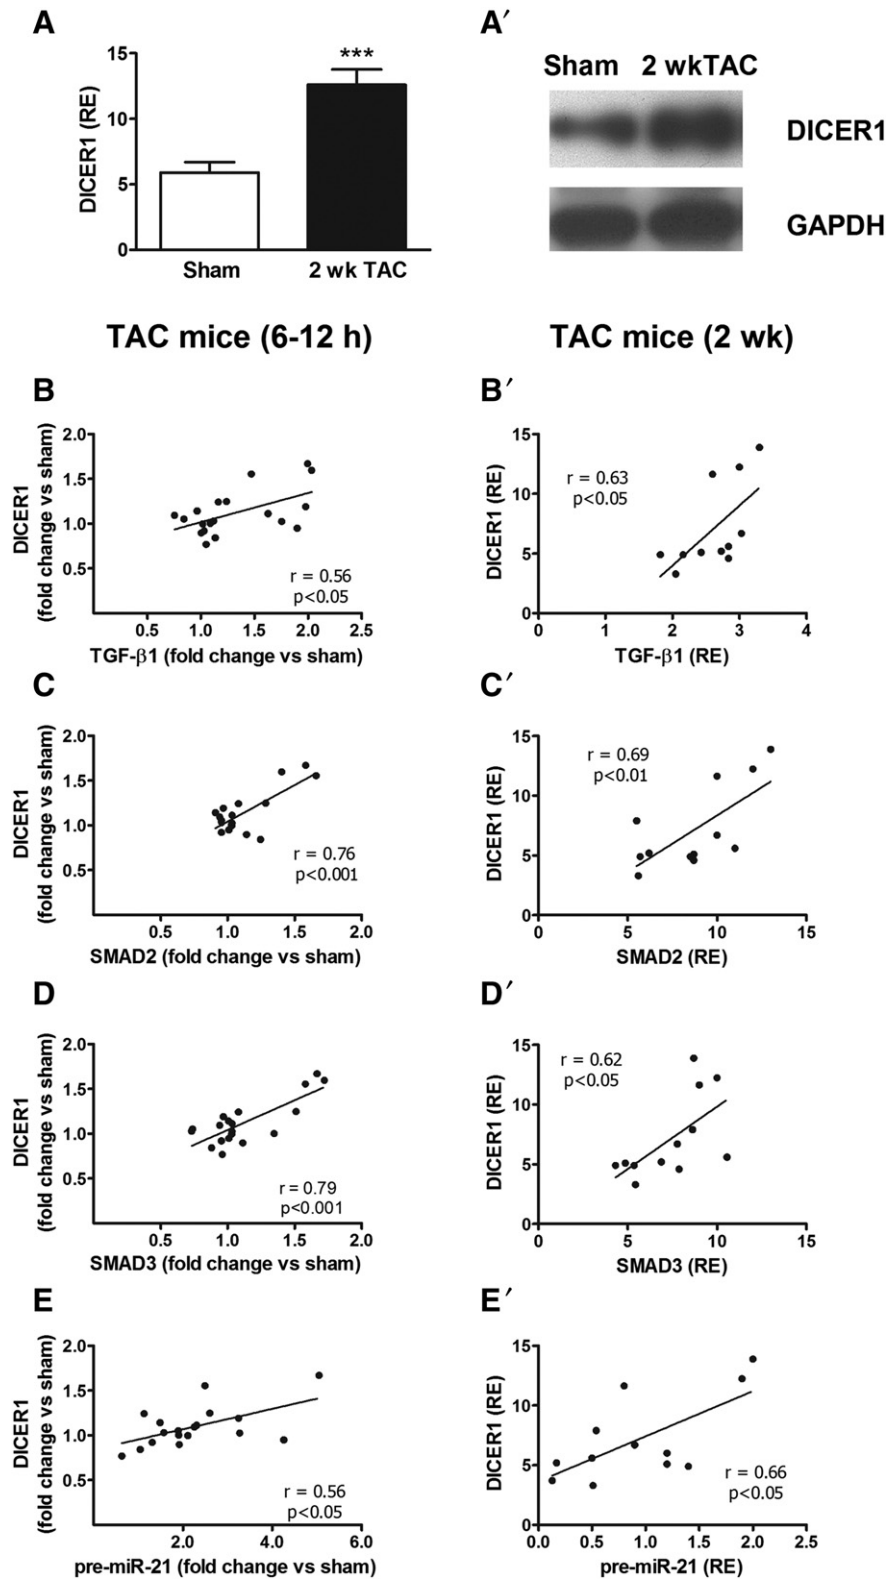 A
A′
15
10
5
0
DICER1 (RE)
***
Sham
2 wk TAC
Sham 2 wkTAC
DICER1
GAPDH
TAC mice (6-12 h)
TAC mice (2 wk)
B
2.0
1.5
1.0
0.5
DICER1
(fold change vs sham)
r = 0.56
p<0.05
0.5 1.0 1.5 2.0 2.5
TGF-β1 (fold change vs sham)
B′
15
10
5
0
DICER1 (RE)
r = 0.63
p<0.05
0 1 2 3 4
TGF-β1 (RE)
C
2.0
1.5
1.0
0.5
DICER1
(fold change vs sham)
r = 0.76
p<0.001
0.5 1.0 1.5 2.0
SMAD2 (fold change vs sham)
C′
15
10
5
0
DICER1 (RE)
r = 0.69
p<0.01
0 5 10 15
SMAD2 (RE)
D
2.0
1.5
1.0
0.5
DICER1
(fold change vs sham)
r = 0.79
p<0.001
0.5 1.0 1.5 2.0
SMAD3 (fold change vs sham)
D′
15
10
5
0
DICER1 (RE)
r = 0.62
p<0.05
0 5 10 15
SMAD3 (RE)
E
2.0
1.5
1.0
0.5
DICER1
(fold change vs sham)
r = 0.56
p<0.05
2.0 4.0 6.0
pre-miR-21 (fold change vs sham)
E′
15
10
5
0
DICER1 (RE)
r = 0.66
p<0.05
0.0 0.5 1.0 1.5 2.0 2.5
pre-miR-21 (RE)